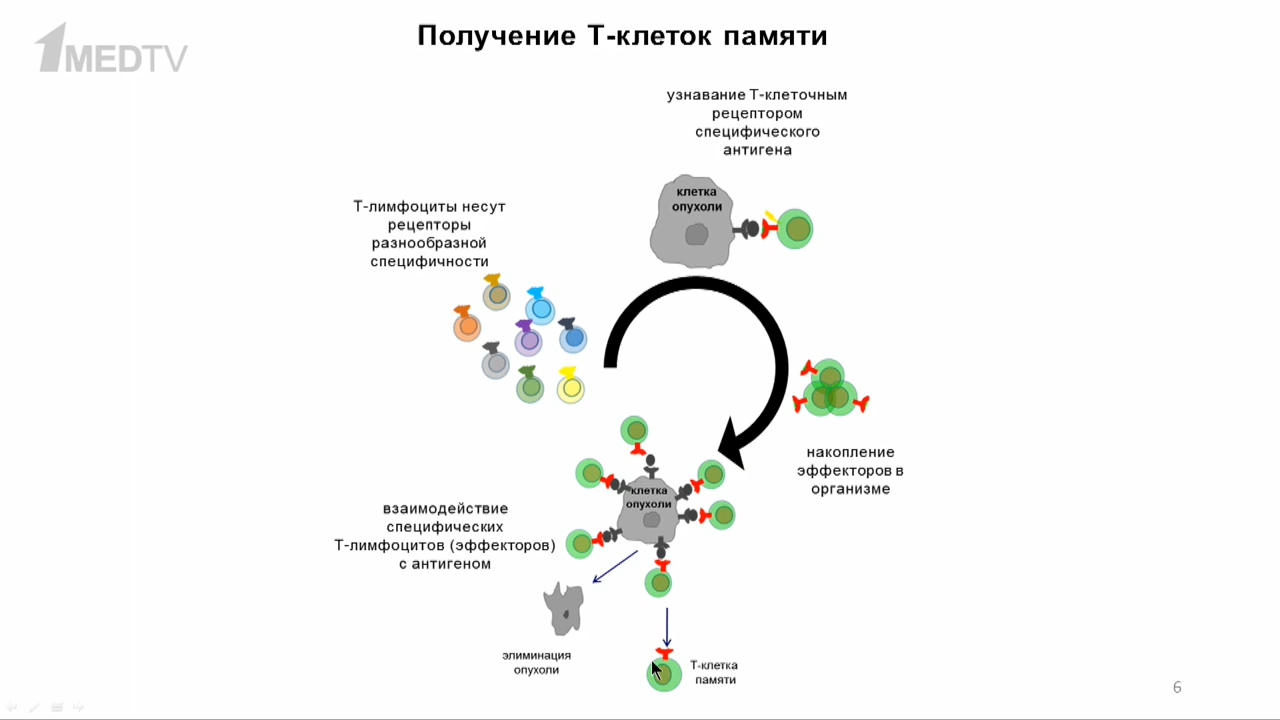 1MEDTV
Получение Т-клеток памяти
узнавание Т-клеточным
рецептором
специфического
антигена
клетка
опухоли
Т-лимфоциты несут
рецепторы
разнообразной
специфичности
накопление
эффекторов в
организме
клетка
опухоли
взаимодействие
специфических
Т-лимфоцитов (эффекторов)
с антигеном
элиминация
опухоли
Т-клетка
памяти
6